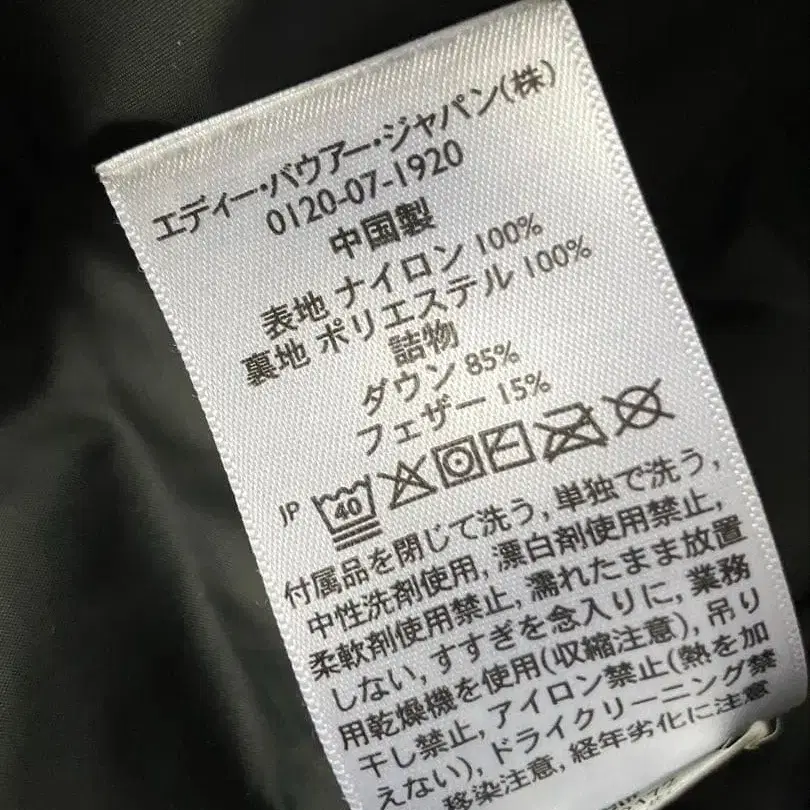 エディー・バウアー・ジャパン(株)
0120-07-1920
中国製
表地 ナイロン 100%
裏地 ポリエステル 100%
詰物
ダウン 85%
フェザー 15%
JP 40
付属品を閉じて洗う, 単独で洗う,
中性洗剤使用, 漂白剤使用禁止,
柔軟剤使用禁止, 濡れたまま放置
しない, すすぎを念入りに, 業務
用乾燥機を使用(収縮注意), 吊り
干し禁止, アイロン禁止(熱を加
えない), ドライクリーニング禁
移染注意, 経年劣化に注意